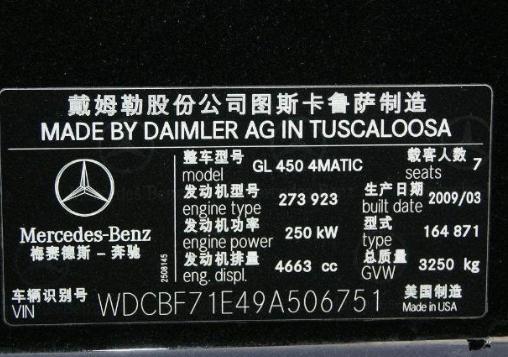 戴姆勒股份公司图斯卡鲁萨制造
MADE BY DAIMLER AG IN TUSCALOOSA
Mercedes-Benz
梅赛德斯 - 奔驰
整车型号 GL 450 4MATIC 载客人数 7
model seats
发动机型号 273 923 生产日期 2009/03
engine type built date
发动机功率 250 kW 型式 164 871
engine power type
发动机排量 4663 cc 总质量 3250 kg
eng. displ. GVW
2508145
车辆识别号 WDCBF71E49A506751 美国制造
VIN Made in USA